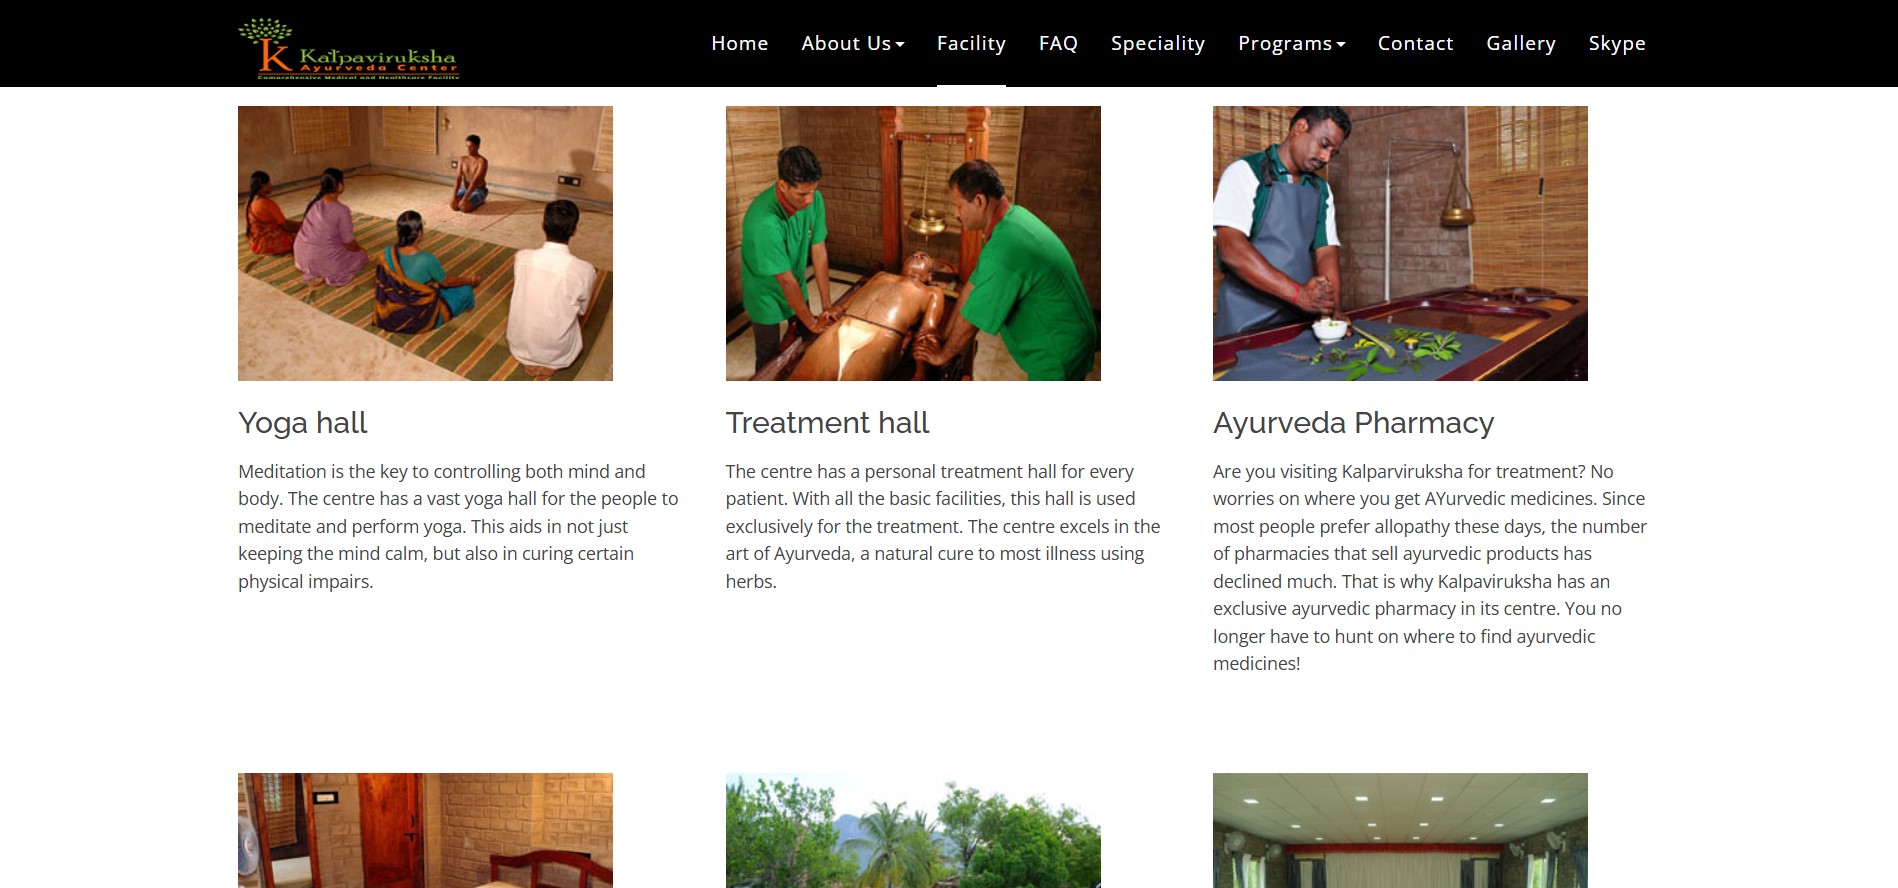 Kalpaviruksha
Ayurveda Center
Comprehensive Medical and Healthcare Facility
Home About Us Facility FAQ Speciality Programs Contact Gallery Skype
Yoga hall
Meditation is the key to controlling both mind and
body. The centre has a vast yoga hall for the people to
meditate and perform yoga. This aids in not just
keeping the mind calm, but also in curing certain
physical impairs.
Treatment hall
The centre has a personal treatment hall for every
patient. With all the basic facilities, this hall is used
exclusively for the treatment. The centre excels in the
art of Ayurveda, a natural cure to most illness using
herbs.
Ayurveda Pharmacy
Are you visiting Kalparviruksha for treatment? No
worries on where you get AYurvedic medicines. Since
most people prefer allopathy these days, the number
of pharmacies that sell ayurvedic products has
declined much. That is why Kalpaviruksha has an
exclusive ayurvedic pharmacy in its centre. You no
longer have to hunt on where to find ayurvedic
medicines!